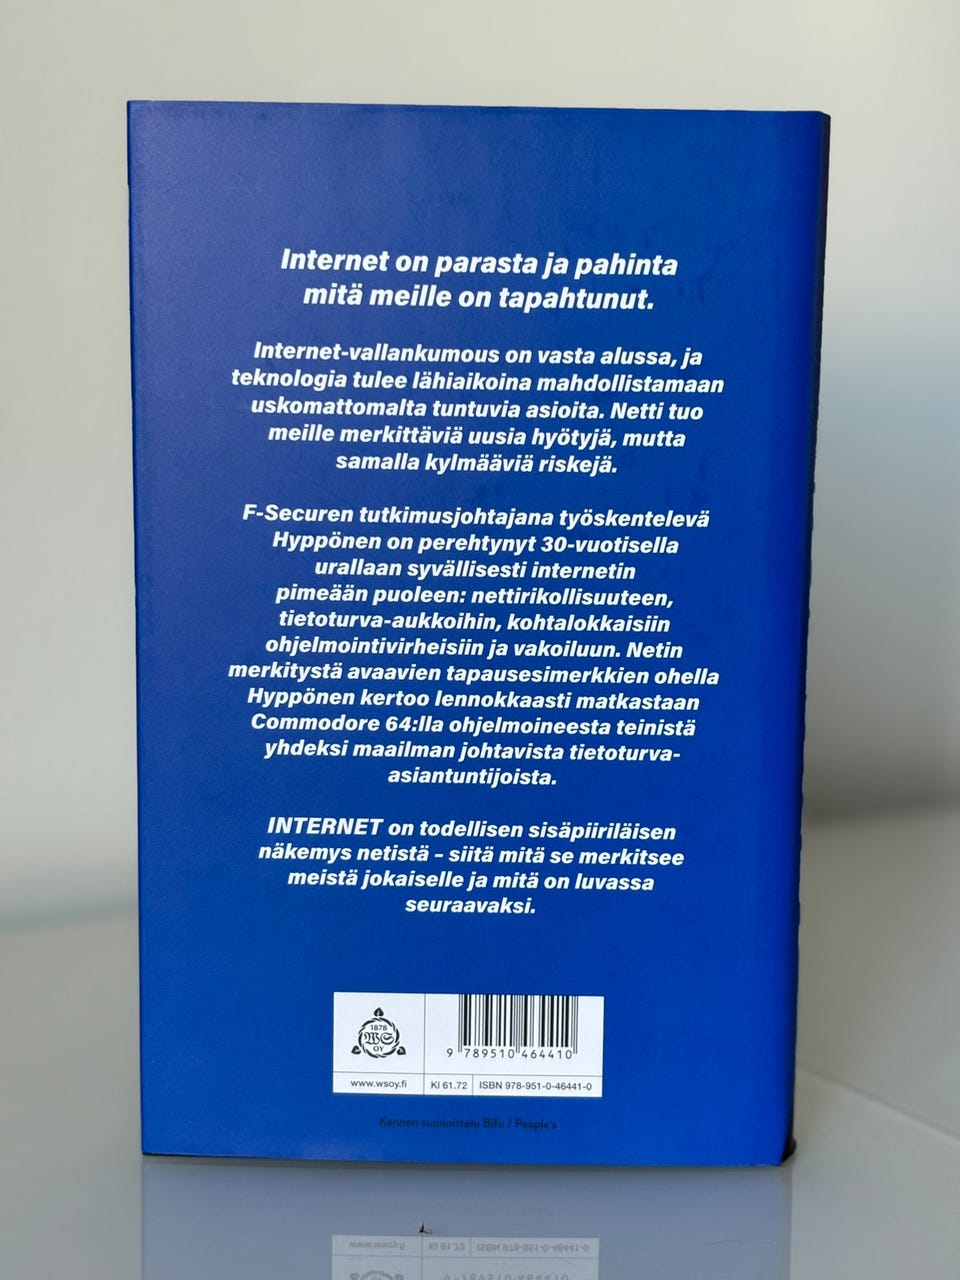 Internet on parasta ja pahinta
mitä meille on tapahtunut.
Internet-vallankumous on vasta alussa, ja
teknologia tulee lähiaikoina mahdollistamaan
uskomattomalta tuntuvia asioita. Netti tuo
meille merkittäviä uusia hyötyjä, mutta
samalla kylmääviä riskejä.
F-Securen tutkimusjohtajana työskentelevä
Hyppönen on perehtynyt 30-vuotisella
urallaan syvällisesti internetin
pimeään puoleen: nettirikollisuuteen,
tietoturva-aukkoihin, kohtalokkaisiin
ohjelmointivirheisiin ja vakoiluun. Netin
merkitystä avaavien tapausesimerkkien ohella
Hyppönen kertoo lennokkaasti matkastaan
Commodore 64:lla ohjelmoineesta teinistä
yhdeksi maailman johtavista tietoturva-
asiantuntijoista.
INTERNET on todellisen sisäpiiriläisen
näkemys netistä – siitä mitä se merkitsee
meistä jokaiselle ja mitä on luvassa
seuraavaksi.
1878
WS
OY
9 789510 464410
www.wsoy.fi
Kl 61.72
ISBN 978-951-0-46441-0
Kannen suunnittelu Bifu / People's